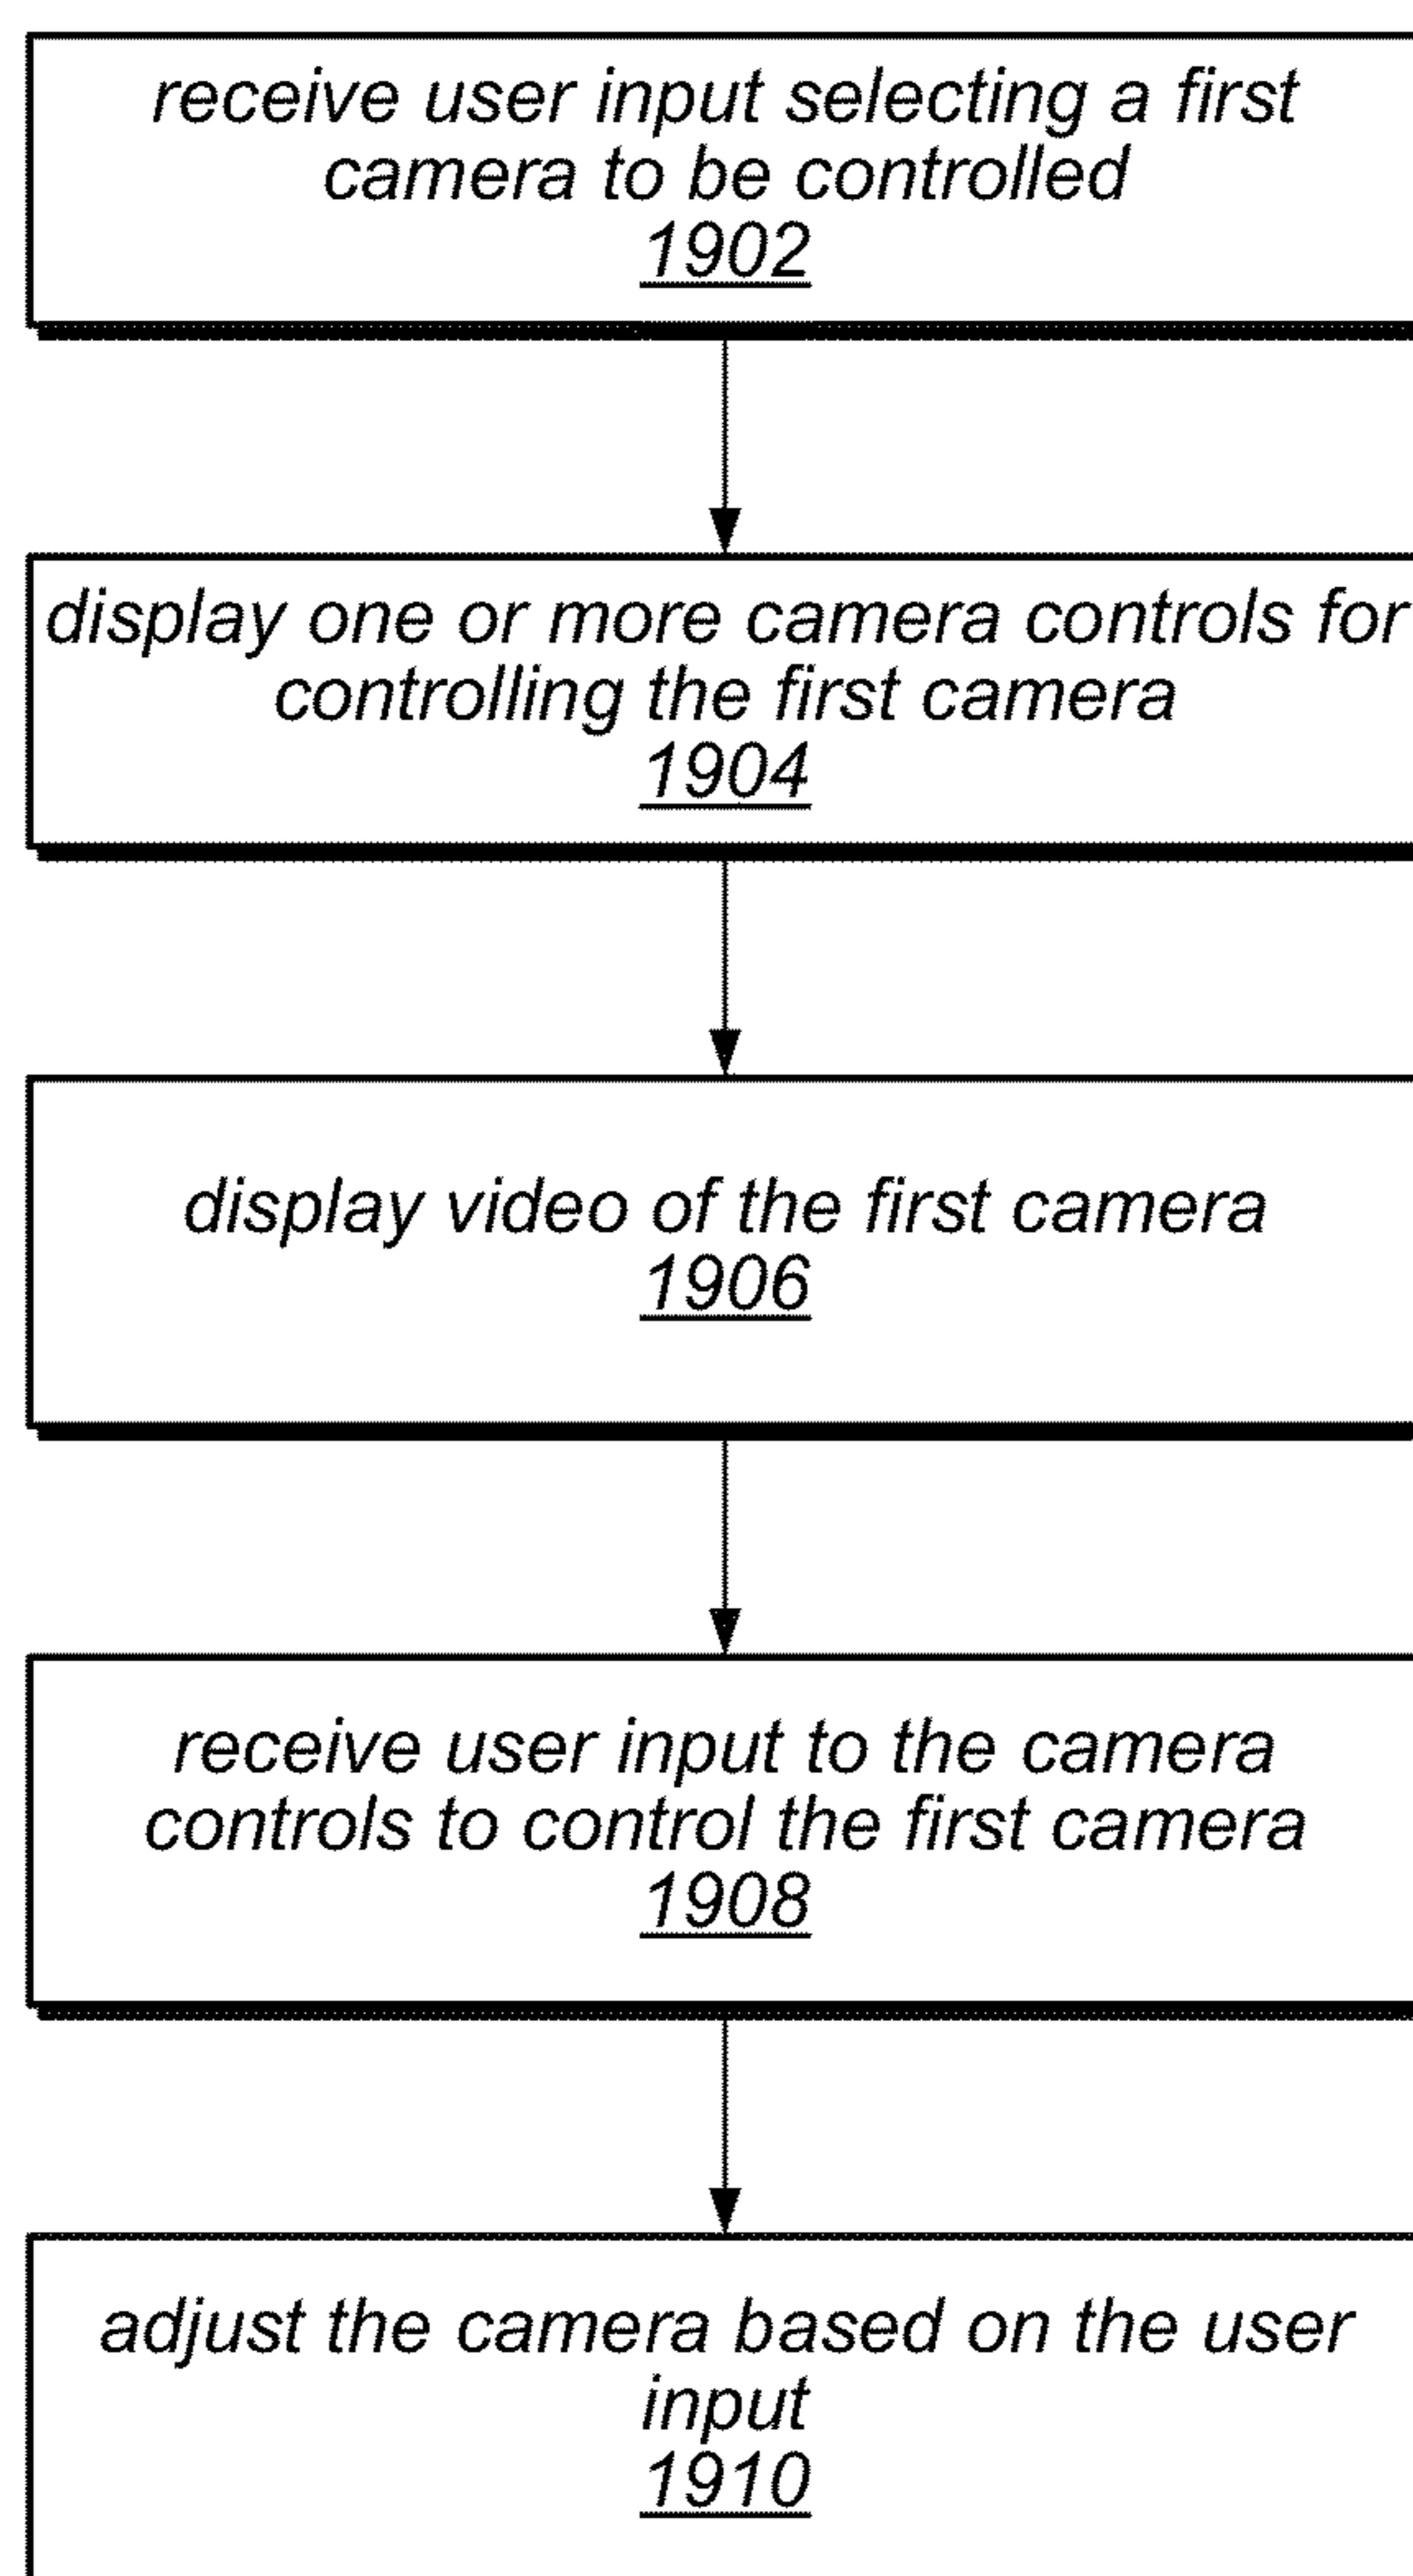 receive user input selecting a first
camera to be controlled
1902
display one or more camera controls for
controlling the first camera
1904
display video of the first camera
1906
receive user input to the camera
controls to control the first camera
1908
adjust the camera based on the user
input
1910